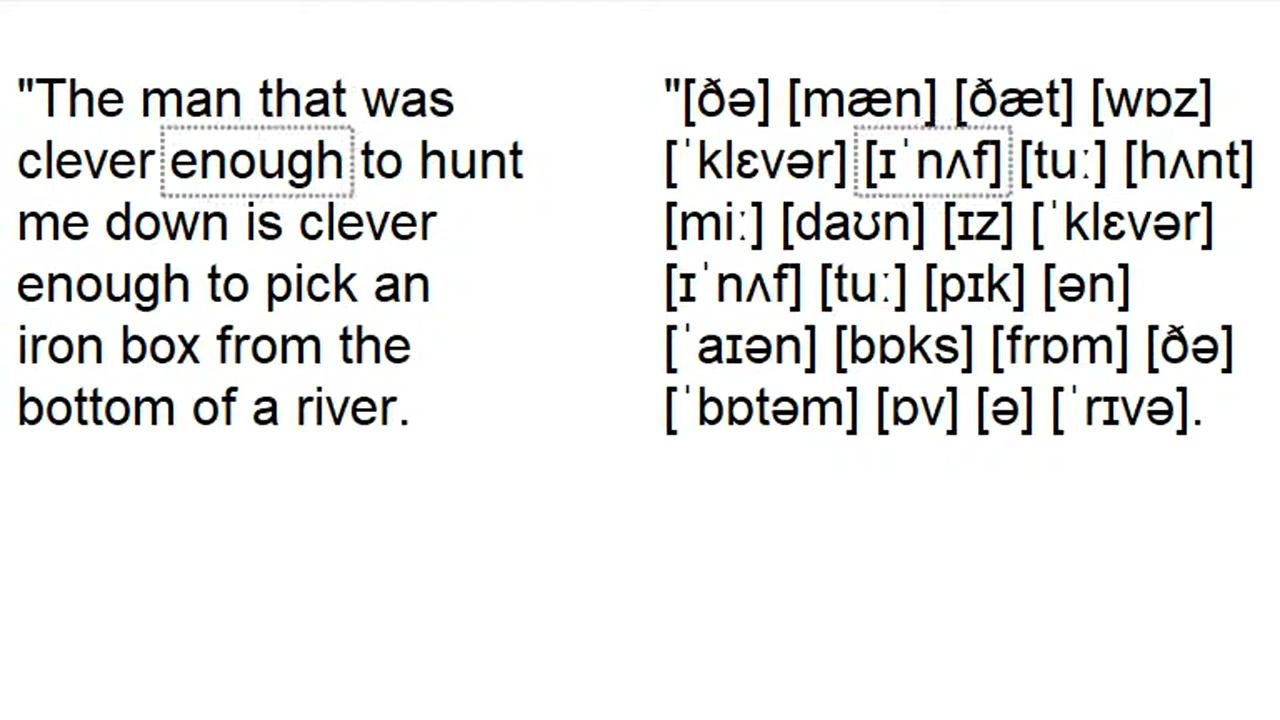 "The man that was
clever enough to hunt
me down is clever
enough to pick an
iron box from the
bottom of a river.
"[ðə] [mæn] [ðæt] [wɒz]
[ˈklɛvər] [ɪˈnʌf] [tuː] [hʌnt]
[miː] [daʊn] [ɪz] [ˈklɛvər]
[ɪˈnʌf] [tuː] [pɪk] [ən]
[ˈaɪən] [bɒks] [frɒm] [ðə]
[ˈbɒtəm] [ɒv] [ə] [ˈrɪvə].